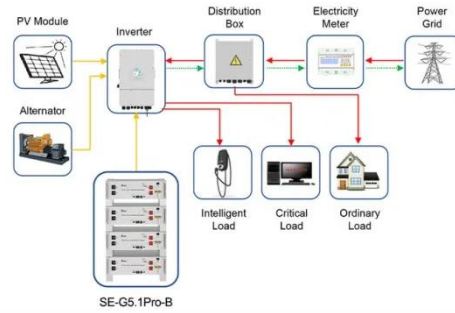 PV Module
Inverter
Distribution
Box
Electricity
Meter
Power
Grid
Alternator
Intelligent
Load
Critical
Load
Ordinary
Load
SE-G5.1Pro-B